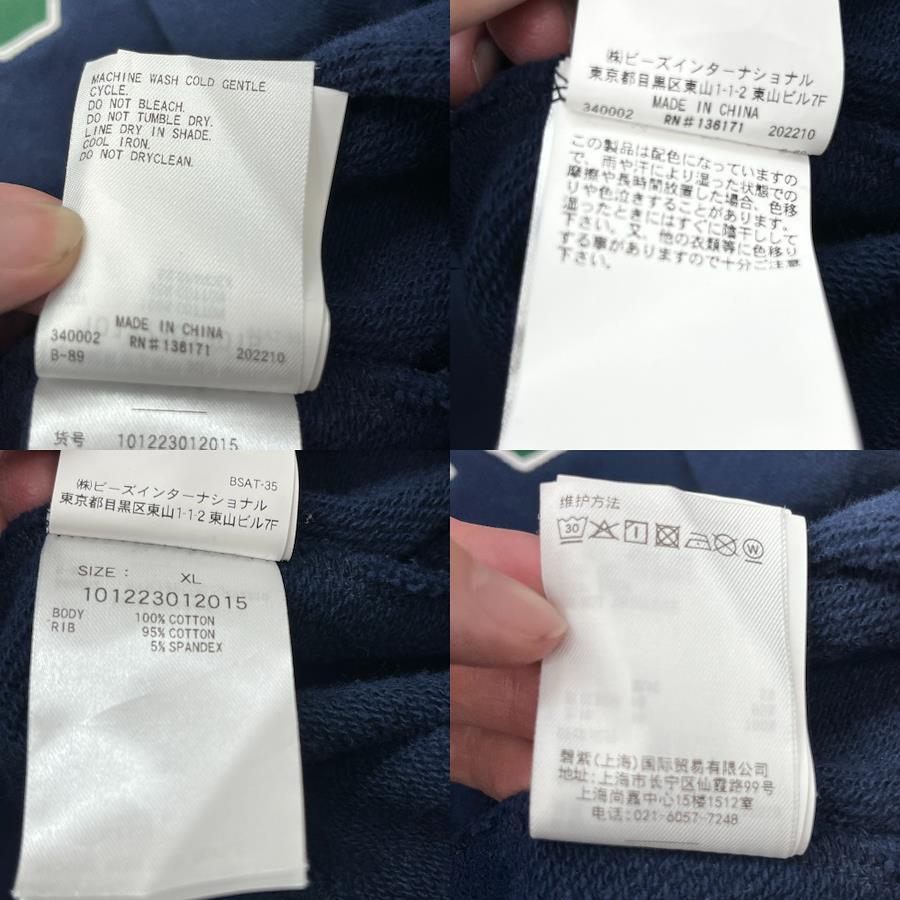 MACHINE WASH COLD GENTLE
CYCLE.
DO NOT BLEACH.
DO NOT TUMBLE DRY.
LINE DRY IN SHADE.
COOL IRON.
DO NOT DRYCLEAN.
MADE IN CHINA
340002 RN#136171 202210
B-89
货号 101223012015
㈱ビーズインターナショナル
東京都目黒区東山1-1-2 東山ビル7F
MADE IN CHINA
340002 RN#136171 202210
この製品は配色になっていますの
で、雨や汗により湿った状態での
摩擦や長時間放置した場合、色移
りや色泣きすることがあります。
湿ったときにはすぐに陰干しして
下さい。又、他の衣類等に色移り
する事がありますので十分ご注意
下さい。
BSAT-35
㈱ビーズインターナショナル
東京都目黒区東山1-1-2 東山ビル7F
SIZE : XL
101223012015
BODY 100% COTTON
RIB 95% COTTON
5% SPANDEX
维护方法
30 W
碧紫(上海)国际贸易有限公司
地址:上海市长宁区仙霞路99号
上海尚嘉中心15楼1512室
电话:021-6057-7248